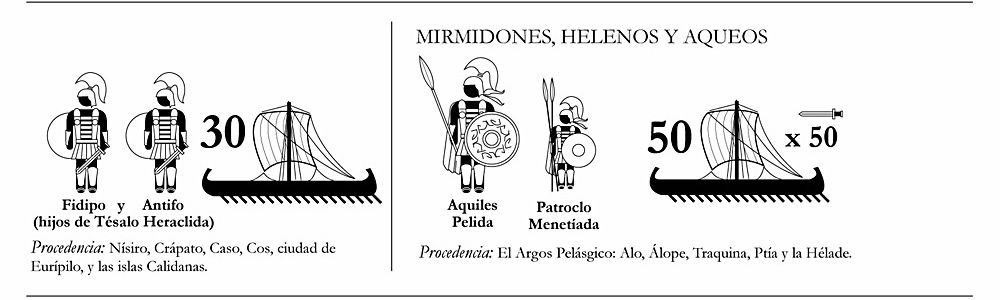 30
Fidipo y Antifo
(hijos de Tésalo Heraclida)
Procedencia: Nísiro, Crápato, Caso, Cos, ciudad de
Eurípilo, y las islas Calidanas.
MIRMIDONES, HELENOS Y AQUEOS
50
x 50
Aquiles
Pelida
Patroclo
Menetíada
Procedencia: El Argos Pelásgico: Alo, Álope, Traquina, Ptía y la Hélade.